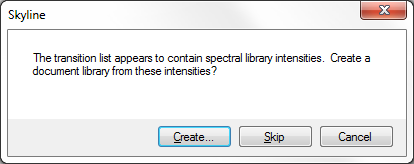 Skyline
The transition list appears to contain spectral library intensities.  Create a
document library from these intensities?
Create...
Skip
Cancel